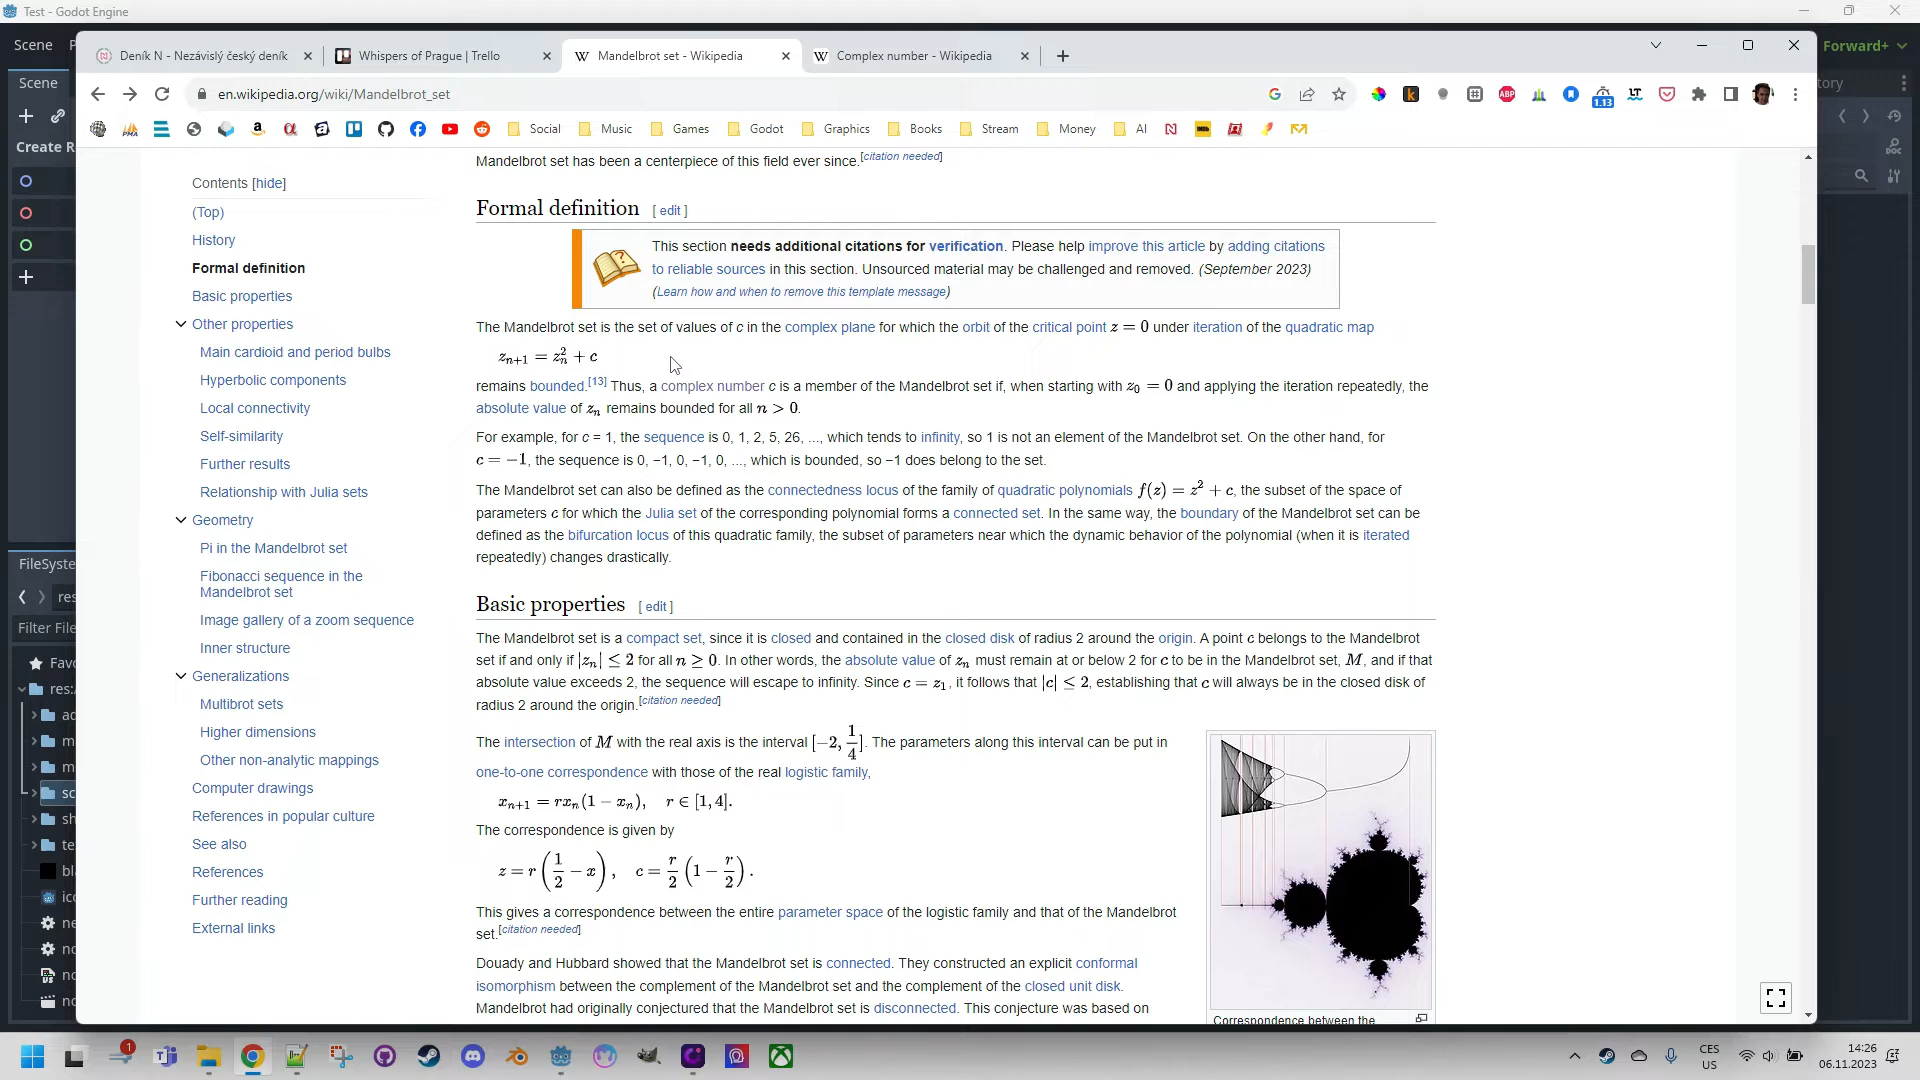 Test - Godot Engine
Scene
Forward+
Deník N - Nezávislý český deník
Whispers of Prague | Trello
Mandelbrot set - Wikipedia
Complex number - Wikipedia
Scene
en.wikipedia.org/wiki/Mandelbrot_set
1.13
Social
Music
Games
Godot
Graphics
Books
Stream
Money
AI
Create R
Mandelbrot set has been a centerpiece of this field ever since.[citation needed]
Contents [hide]
(Top)
History
Formal definition
Basic properties
Other properties
Main cardioid and period bulbs
Hyperbolic components
Local connectivity
Self-similarity
Further results
Relationship with Julia sets
Geometry
Pi in the Mandelbrot set
Fibonacci sequence in the
Mandelbrot set
Image gallery of a zoom sequence
Inner structure
Generalizations
Multibrot sets
Higher dimensions
Other non-analytic mappings
Computer drawings
References in popular culture
See also
References
Further reading
External links
Formal definition [ edit ]
This section needs additional citations for verification. Please help improve this article by adding citations
to reliable sources in this section. Unsourced material may be challenged and removed. (September 2023)
(Learn how and when to remove this template message)
The Mandelbrot set is the set of values of c in the complex plane for which the orbit of the critical point z = 0 under iteration of the quadratic map
zₙ₊₁ = zₙ² + c
remains bounded.[13] Thus, a complex number c is a member of the Mandelbrot set if, when starting with z₀ = 0 and applying the iteration repeatedly, the
absolute value of zₙ remains bounded for all n > 0.
For example, for c = 1, the sequence is 0, 1, 2, 5, 26, ..., which tends to infinity, so 1 is not an element of the Mandelbrot set. On the other hand, for
c = −1, the sequence is 0, −1, 0, −1, 0, ..., which is bounded, so −1 does belong to the set.
The Mandelbrot set can also be defined as the connectedness locus of the family of quadratic polynomials f(z) = z² + c, the subset of the space of
parameters c for which the Julia set of the corresponding polynomial forms a connected set. In the same way, the boundary of the Mandelbrot set can be
defined as the bifurcation locus of this quadratic family, the subset of parameters near which the dynamic behavior of the polynomial (when it is iterated
repeatedly) changes drastically.
Basic properties [ edit ]
The Mandelbrot set is a compact set, since it is closed and contained in the closed disk of radius 2 around the origin. A point c belongs to the Mandelbrot
set if and only if |zₙ| ≤ 2 for all n ≥ 0. In other words, the absolute value of zₙ must remain at or below 2 for c to be in the Mandelbrot set, M, and if that
absolute value exceeds 2, the sequence will escape to infinity. Since c = z₁, it follows that |c| ≤ 2, establishing that c will always be in the closed disk of
radius 2 around the origin.[citation needed]
The intersection of M with the real axis is the interval [−2, 1/4]. The parameters along this interval can be put in
one-to-one correspondence with those of the real logistic family,
xₙ₊₁ = rxₙ(1 − xₙ), r ∈ [1, 4].
The correspondence is given by
z = r(1/2 − x), c = r/2 (1 − r/2).
This gives a correspondence between the entire parameter space of the logistic family and that of the Mandelbrot
set.[citation needed]
Douady and Hubbard showed that the Mandelbrot set is connected. They constructed an explicit conformal
isomorphism between the complement of the Mandelbrot set and the complement of the closed unit disk.
Mandelbrot had originally conjectured that the Mandelbrot set is disconnected. This conjecture was based on
Correspondence between the
FileSyste
Filter File
res:/
1
CES
US
14:26
06.11.2023